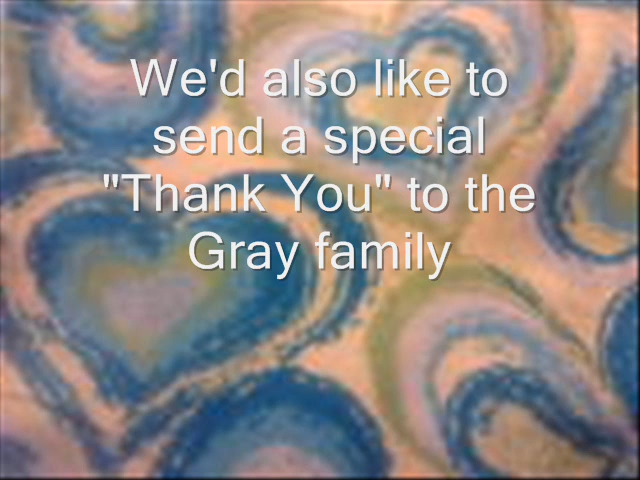 We'd also like to
send a special
"Thank You" to the
Gray family